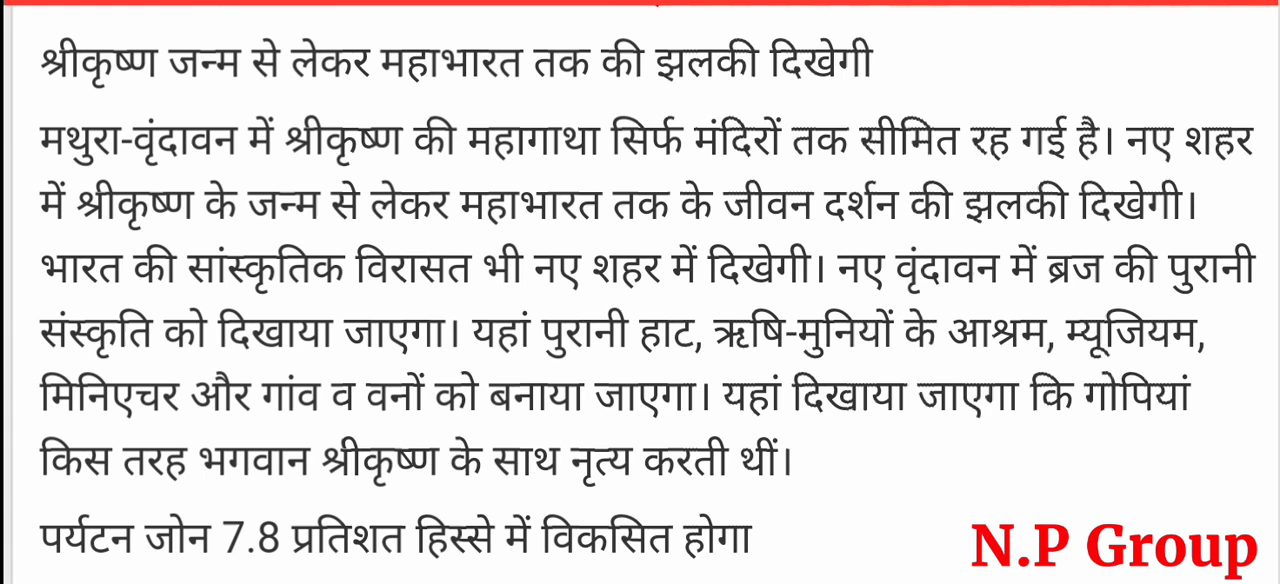 श्रीकृष्ण जन्म से लेकर महाभारत तक की झलकी दिखेगी
मथुरा-वृंदावन में श्रीकृष्ण की महागाथा सिर्फ मंदिरों तक सीमित रह गई है। नए शहर
में श्रीकृष्ण के जन्म से लेकर महाभारत तक के जीवन दर्शन की झलकी दिखेगी।
भारत की सांस्कृतिक विरासत भी नए शहर में दिखेगी। नए वृंदावन में ब्रज की पुरानी
संस्कृति को दिखाया जाएगा। यहां पुरानी हाट, ऋषि-मुनियों के आश्रम, म्यूजियम,
मिनिएचर और गांव व वनों को बनाया जाएगा। यहां दिखाया जाएगा कि गोपियां
किस तरह भगवान श्रीकृष्ण के साथ नृत्य करती थीं।
पर्यटन जोन 7.8 प्रतिशत हिस्से में विकसित होगा
N.P Group